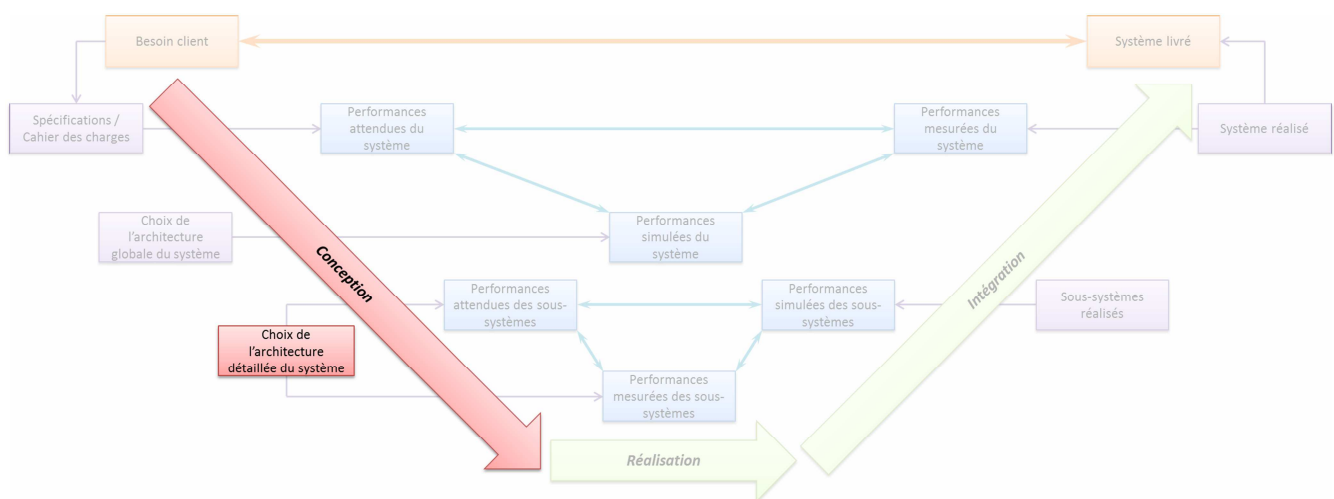 Besoin client
Système livré
Spécifications /
Cahier des charges
Performances
attendues du
système
Performances
mesurées du
système
Système réalisé
Choix de
l’architecture
globale du système
Performances
simulées du
système
Conception
Intégration
Performances
attendues des sous-
systèmes
Performances
simulées des sous-
systèmes
Sous-systèmes
réalisés
Choix de
l’architecture
détaillée du système
Performances
mesurées des sous-
systèmes
Réalisation